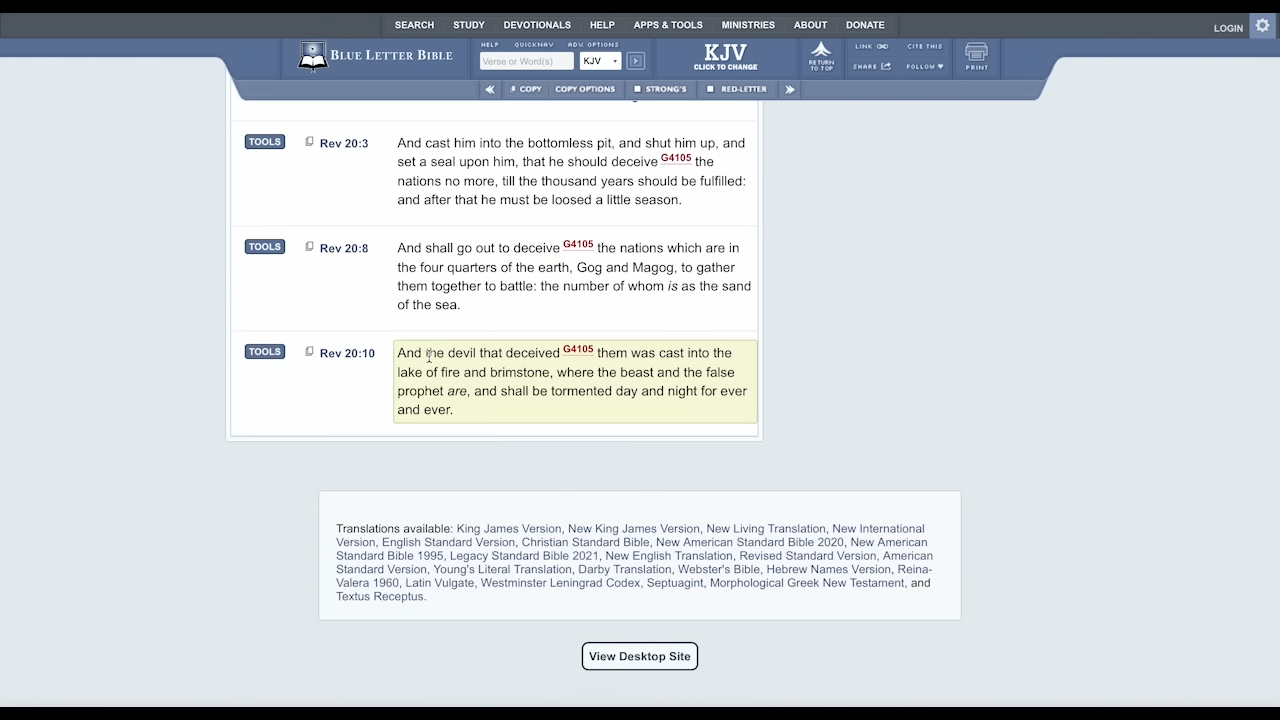 SEARCH STUDY DEVOTIONALS HELP APPS & TOOLS MINISTRIES ABOUT DONATE LOGIN
BLUE LETTER BIBLE
HELP QUICKNAV ADV. OPTIONS
Verse or Word(s) KJV
KJV
CLICK TO CHANGE
RETURN
TO TOP
LINK CITE THIS
SHARE FOLLOW
PRINT
COPY COPY OPTIONS STRONG'S RED-LETTER
TOOLS Rev 20:3 And cast him into the bottomless pit, and shut him up, and
set a seal upon him, that he should deceive G4105 the
nations no more, till the thousand years should be fulfilled:
and after that he must be loosed a little season.
TOOLS Rev 20:8 And shall go out to deceive G4105 the nations which are in
the four quarters of the earth, Gog and Magog, to gather
them together to battle: the number of whom is as the sand
of the sea.
TOOLS Rev 20:10 And the devil that deceived G4105 them was cast into the
lake of fire and brimstone, where the beast and the false
prophet are, and shall be tormented day and night for ever
and ever.
Translations available: King James Version, New King James Version, New Living Translation, New International
Version, English Standard Version, Christian Standard Bible, New American Standard Bible 2020, New American
Standard Bible 1995, Legacy Standard Bible 2021, New English Translation, Revised Standard Version, American
Standard Version, Young's Literal Translation, Darby Translation, Webster's Bible, Hebrew Names Version, Reina-
Valera 1960, Latin Vulgate, Westminster Leningrad Codex, Septuagint, Morphological Greek New Testament, and
Textus Receptus.
View Desktop Site